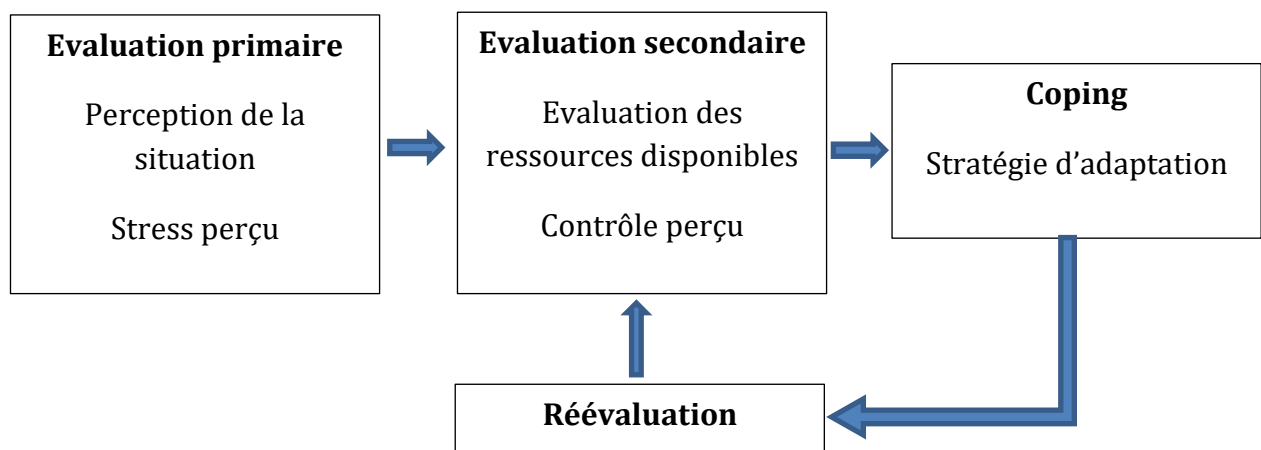 Evaluation primaire
Perception de la
situation
Stress perçu
Evaluation secondaire
Evaluation des
ressources disponibles
Contrôle perçu
Coping
Stratégie d’adaptation
Réévaluation